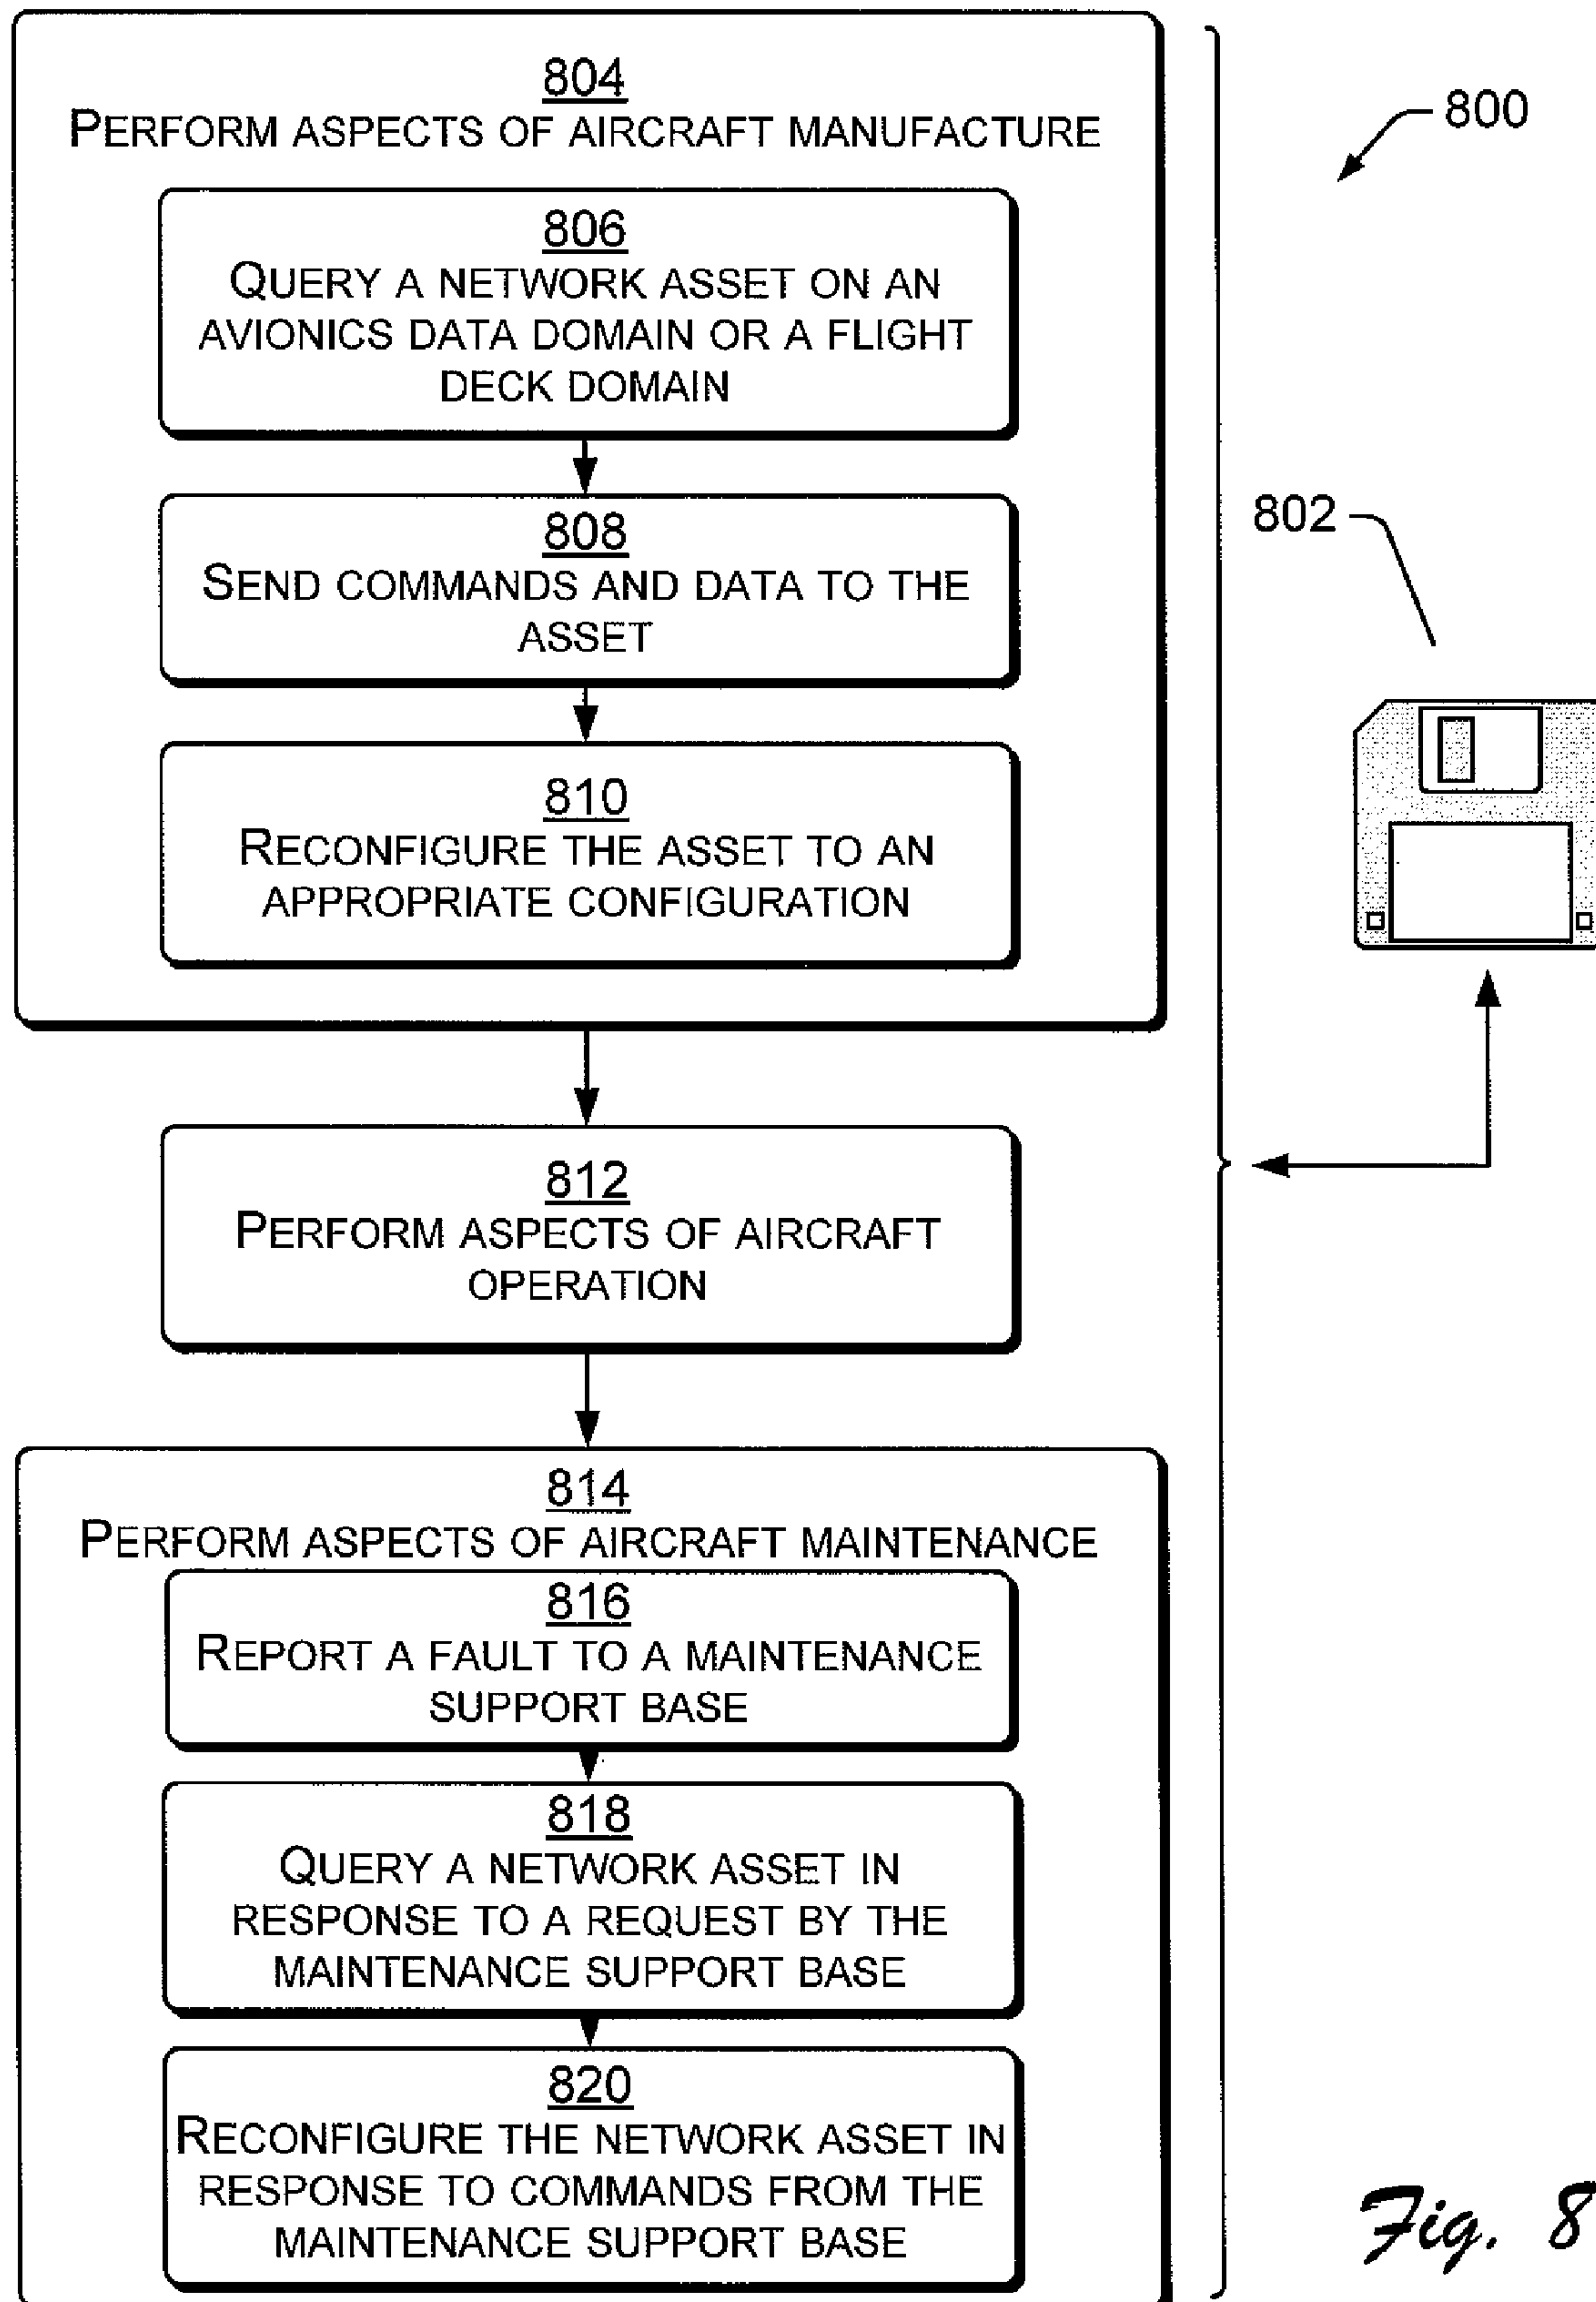 804
PERFORM ASPECTS OF AIRCRAFT MANUFACTURE
800
806
QUERY A NETWORK ASSET ON AN
AVIONICS DATA DOMAIN OR A FLIGHT
DECK DOMAIN
802
808
SEND COMMANDS AND DATA TO THE
ASSET
810
RECONFIGURE THE ASSET TO AN
APPROPRIATE CONFIGURATION
812
PERFORM ASPECTS OF AIRCRAFT
OPERATION
814
PERFORM ASPECTS OF AIRCRAFT MAINTENANCE
816
REPORT A FAULT TO A MAINTENANCE
SUPPORT BASE
818
QUERY A NETWORK ASSET IN
RESPONSE TO A REQUEST BY THE
MAINTENANCE SUPPORT BASE
820
RECONFIGURE THE NETWORK ASSET IN
RESPONSE TO COMMANDS FROM THE
MAINTENANCE SUPPORT BASE
Fig. 8